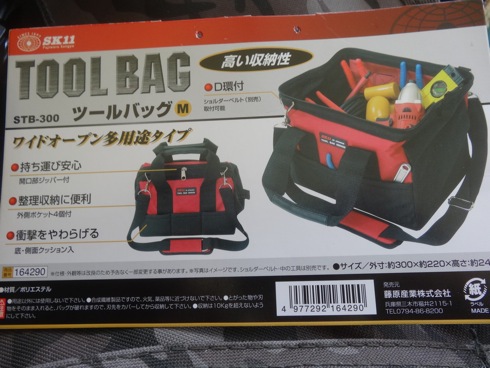 SK11
TOOL BAG
高い収納性
STB-300 ツールバッグ M
D環付
ショルダーベルト(別売)
取付可能
ワイドオープン多用途タイプ
持ち運び安心
開口部ジッパー付
整理収納に便利
外側ポケット4個付
衝撃をやわらげる
底・側面クッション入
164290
●サイズ/外寸:約300×約220×高さ:約24
■材質/ポリエステル
発売元
藤原産業株式会社
兵庫県三木市
TEL0794-86-8200
4 977292 164290
紙
ラベル
MADE